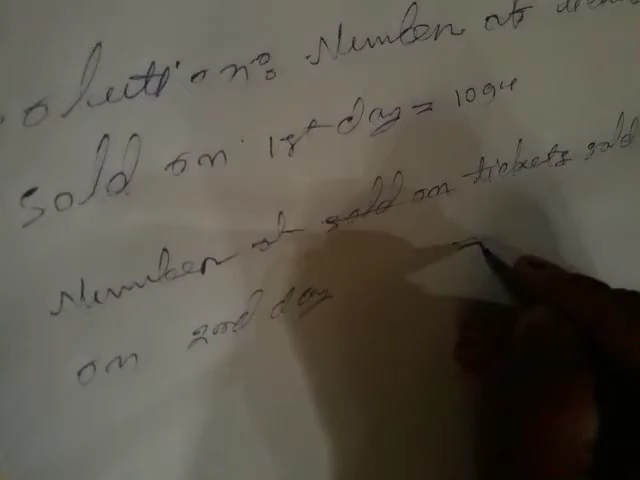 olution: Number of
sold on 1st day = 1094
Number of sold on tickets sold
on 2nd day =